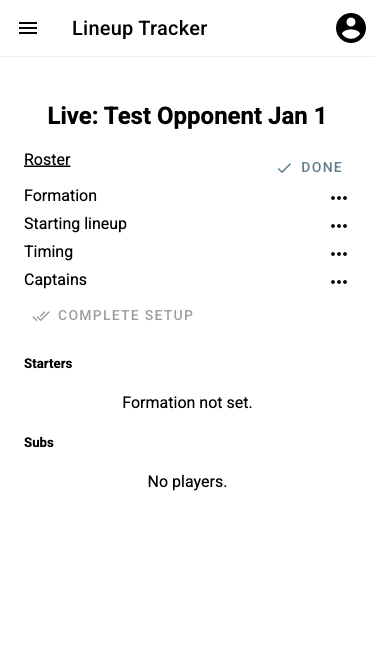 Lineup Tracker
Live: Test Opponent Jan 1
Roster
DONE
Formation
Starting lineup
Timing
Captains
COMPLETE SETUP
Starters
Formation not set.
Subs
No players.